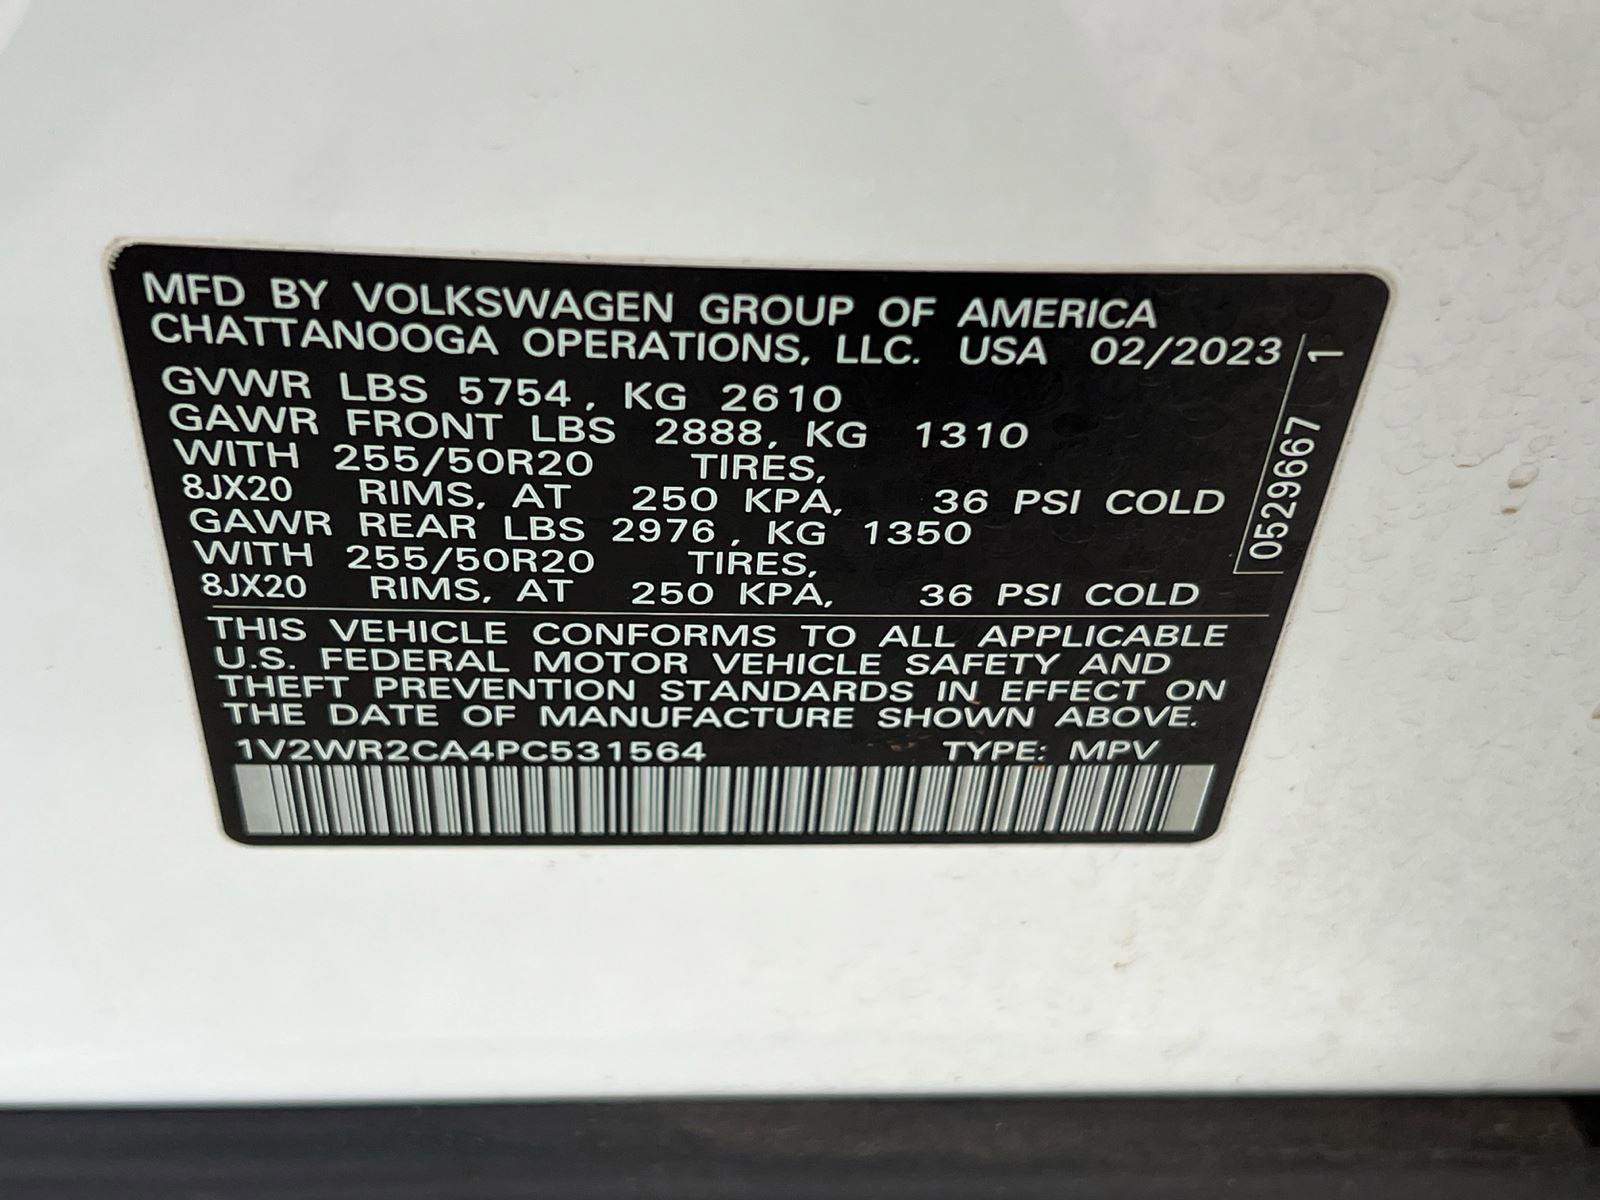 MFD BY VOLKSWAGEN GROUP OF AMERICA
CHATTANOOGA OPERATIONS, LLC. USA 02/2023
GVWR LBS 5754, KG 2610
GAWR FRONT LBS 2888, KG 1310
WITH 255/50R20 TIRES,
8JX20 RIMS, AT 250 KPA, 36 PSI COLD
GAWR REAR LBS 2976, KG 1350
WITH 255/50R20 TIRES,
8JX20 RIMS, AT 250 KPA, 36 PSI COLD
THIS VEHICLE CONFORMS TO ALL APPLICABLE
U.S. FEDERAL MOTOR VEHICLE SAFETY AND
THEFT PREVENTION STANDARDS IN EFFECT ON
THE DATE OF MANUFACTURE SHOWN ABOVE.
1V2WR2CA4PC531564 TYPE: MPV
0529667 1